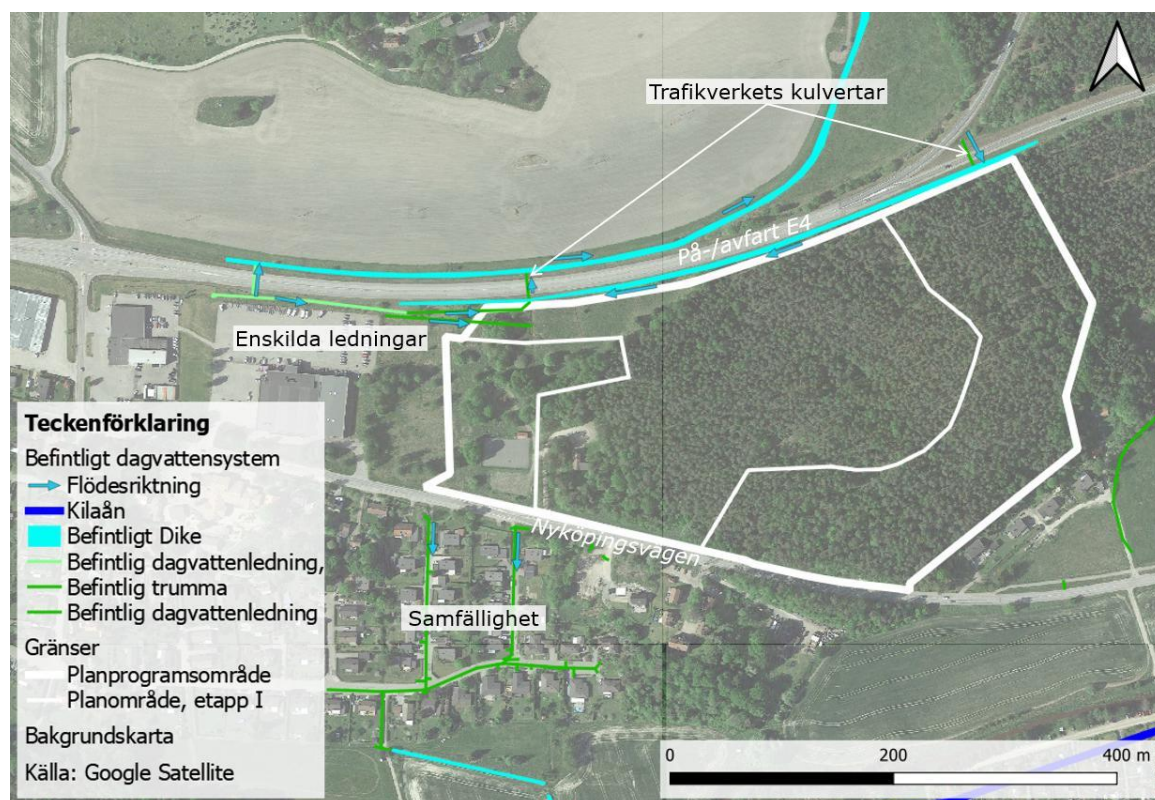 Trafikverkets kulvertar
På-/avfart E4
Enskilda ledningar
Nyköpingsvägen
Samfällighet
Teckenförklaring
Befintligt dagvattensystem
Flödesriktning
Kilaån
Befintligt Dike
Befintlig dagvattenledning,
Befintlig trumma
Befintlig dagvattenledning
Gränser
Planprogramsområde
Planområde, etapp I
Bakgrundskarta
Källa: Google Satellite
0 200 400 m